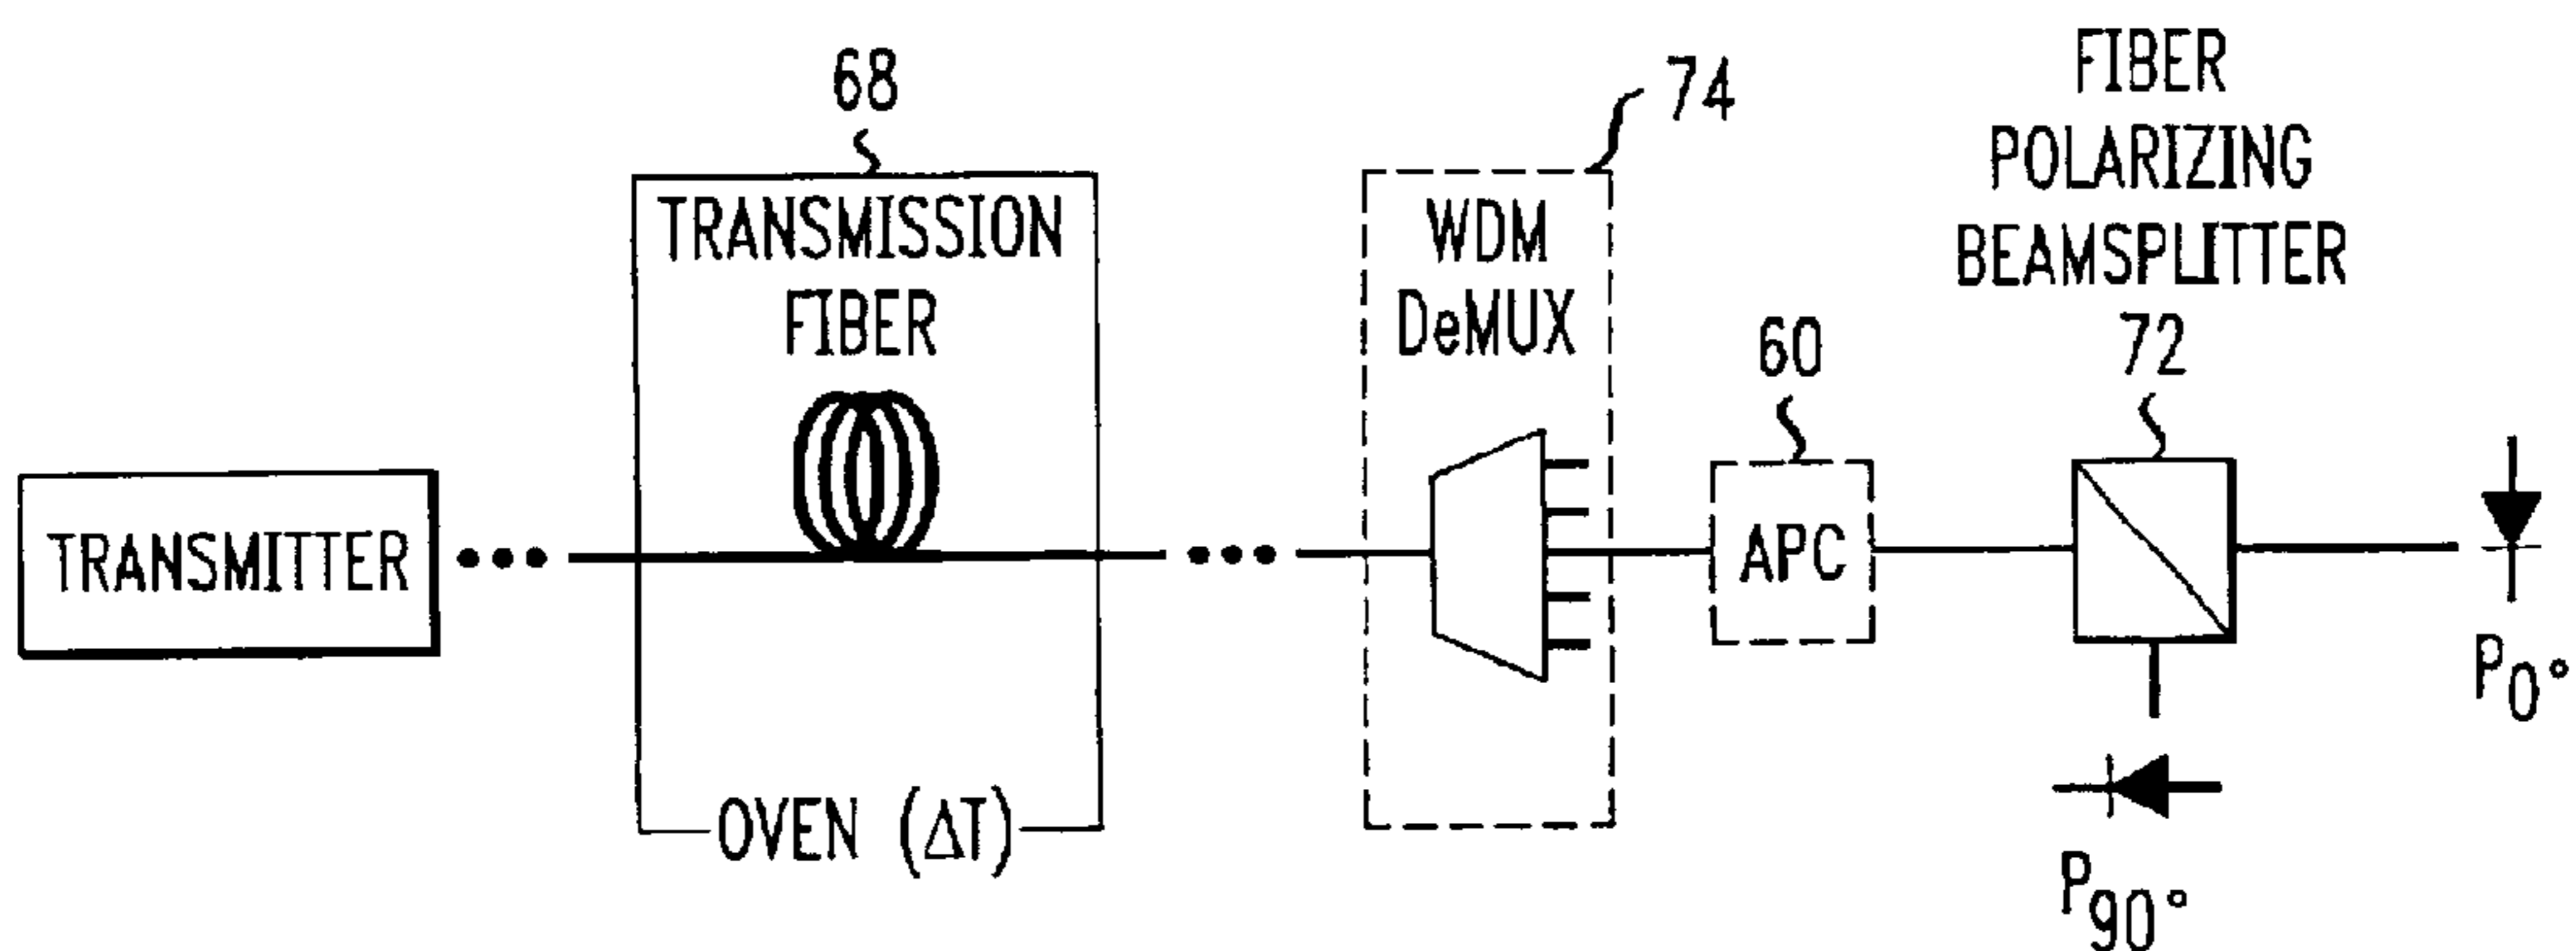 68
TRANSMISSION
FIBER
OVEN (ΔT)
TRANSMITTER
74
WDM
DeMUX
60
APC
FIBER
POLARIZING
BEAMSPLITTER
72
P0°
P90°